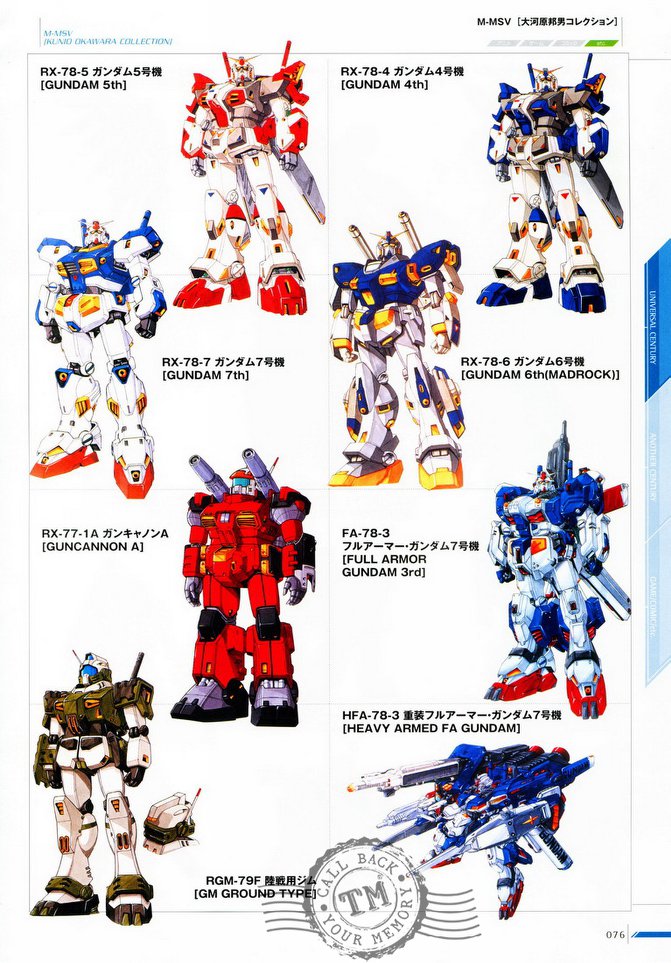 M-MSV
[KUNIO OKAWARA COLLECTION]
M-MSV [大河原邦男コレクション]
RX-78-5 ガンダム5号機
[GUNDAM 5th]
RX-78-4 ガンダム4号機
[GUNDAM 4th]
RX-78-7 ガンダム7号機
[GUNDAM 7th]
RX-78-6 ガンダム6号機
[GUNDAM 6th(MADROCK)]
UNIVERSAL CENTURY
ANOTHER CENTURY
GAME/COMIC/etc.
RX-77-1A ガンキャノンA
[GUNCANNON A]
FA-78-3
フルアーマー・ガンダム7号機
[FULL ARMOR
GUNDAM 3rd]
HFA-78-3 重装フルアーマー・ガンダム7号機
[HEAVY ARMED FA GUNDAM]
RGM-79F 陸戦用ジム
[GM GROUND TYPE]
CALL BACK
TM
YOUR MEMORY
076